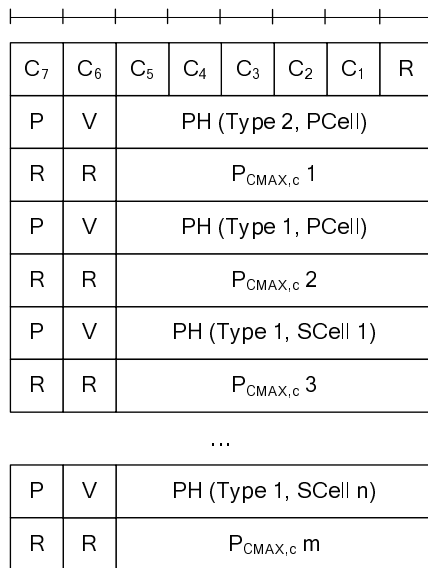 C7 C6 C5 C4 C3 C2 C1 R
P V PH (Type 2, PCell)
R R PCMAX,c 1
P V PH (Type 1, PCell)
R R PCMAX,c 2
P V PH (Type 1, SCell 1)
R R PCMAX,c 3
...
P V PH (Type 1, SCell n)
R R PCMAX,c m